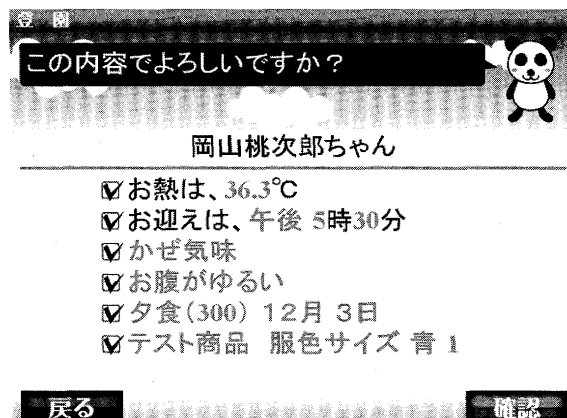 登園
この内容でよろしいですか？
岡山桃次郎ちゃん
お熱は、36.3℃
お迎えは、午後 5時30分
かぜ気味
お腹がゆるい
夕食(300) 12月 3日
テスト商品 服色サイズ 青 1
戻る 確認